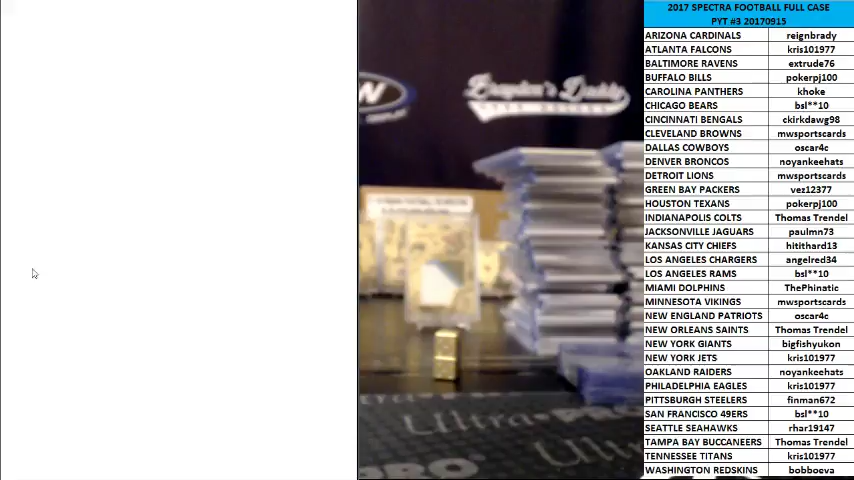 W
DISPLAY
Brayden's Daddy
2017 SPECTRA FOOTBALL FULL CASE
PYT #3 20170915
ARIZONA CARDINALS reignbrady
ATLANTA FALCONS kris101977
BALTIMORE RAVENS extrude76
BUFFALO BILLS pokerpj100
CAROLINA PANTHERS khoke
CHICAGO BEARS bsl**10
CINCINNATI BENGALS ckirkdawg98
CLEVELAND BROWNS mwsportscards
DALLAS COWBOYS oscar4c
DENVER BRONCOS noyankeehats
DETROIT LIONS mwsportscards
GREEN BAY PACKERS vez12377
HOUSTON TEXANS pokerpj100
INDIANAPOLIS COLTS Thomas Trendel
JACKSONVILLE JAGUARS paulmn73
KANSAS CITY CHIEFS hitithard13
LOS ANGELES CHARGERS angelred34
LOS ANGELES RAMS bsl**10
MIAMI DOLPHINS ThePhinatic
MINNESOTA VIKINGS mwsportscards
NEW ENGLAND PATRIOTS oscar4c
NEW ORLEANS SAINTS Thomas Trendel
NEW YORK GIANTS bigfishyukon
NEW YORK JETS kris101977
OAKLAND RAIDERS noyankeehats
PHILADELPHIA EAGLES kris101977
PITTSBURGH STEELERS finman672
SAN FRANCISCO 49ERS bsl**10
SEATTLE SEAHAWKS rhar19147
TAMPA BAY BUCCANEERS Thomas Trendel
TENNESSEE TITANS kris101977
WASHINGTON REDSKINS bobboeva
Ultra PRO
Ultra
PRO